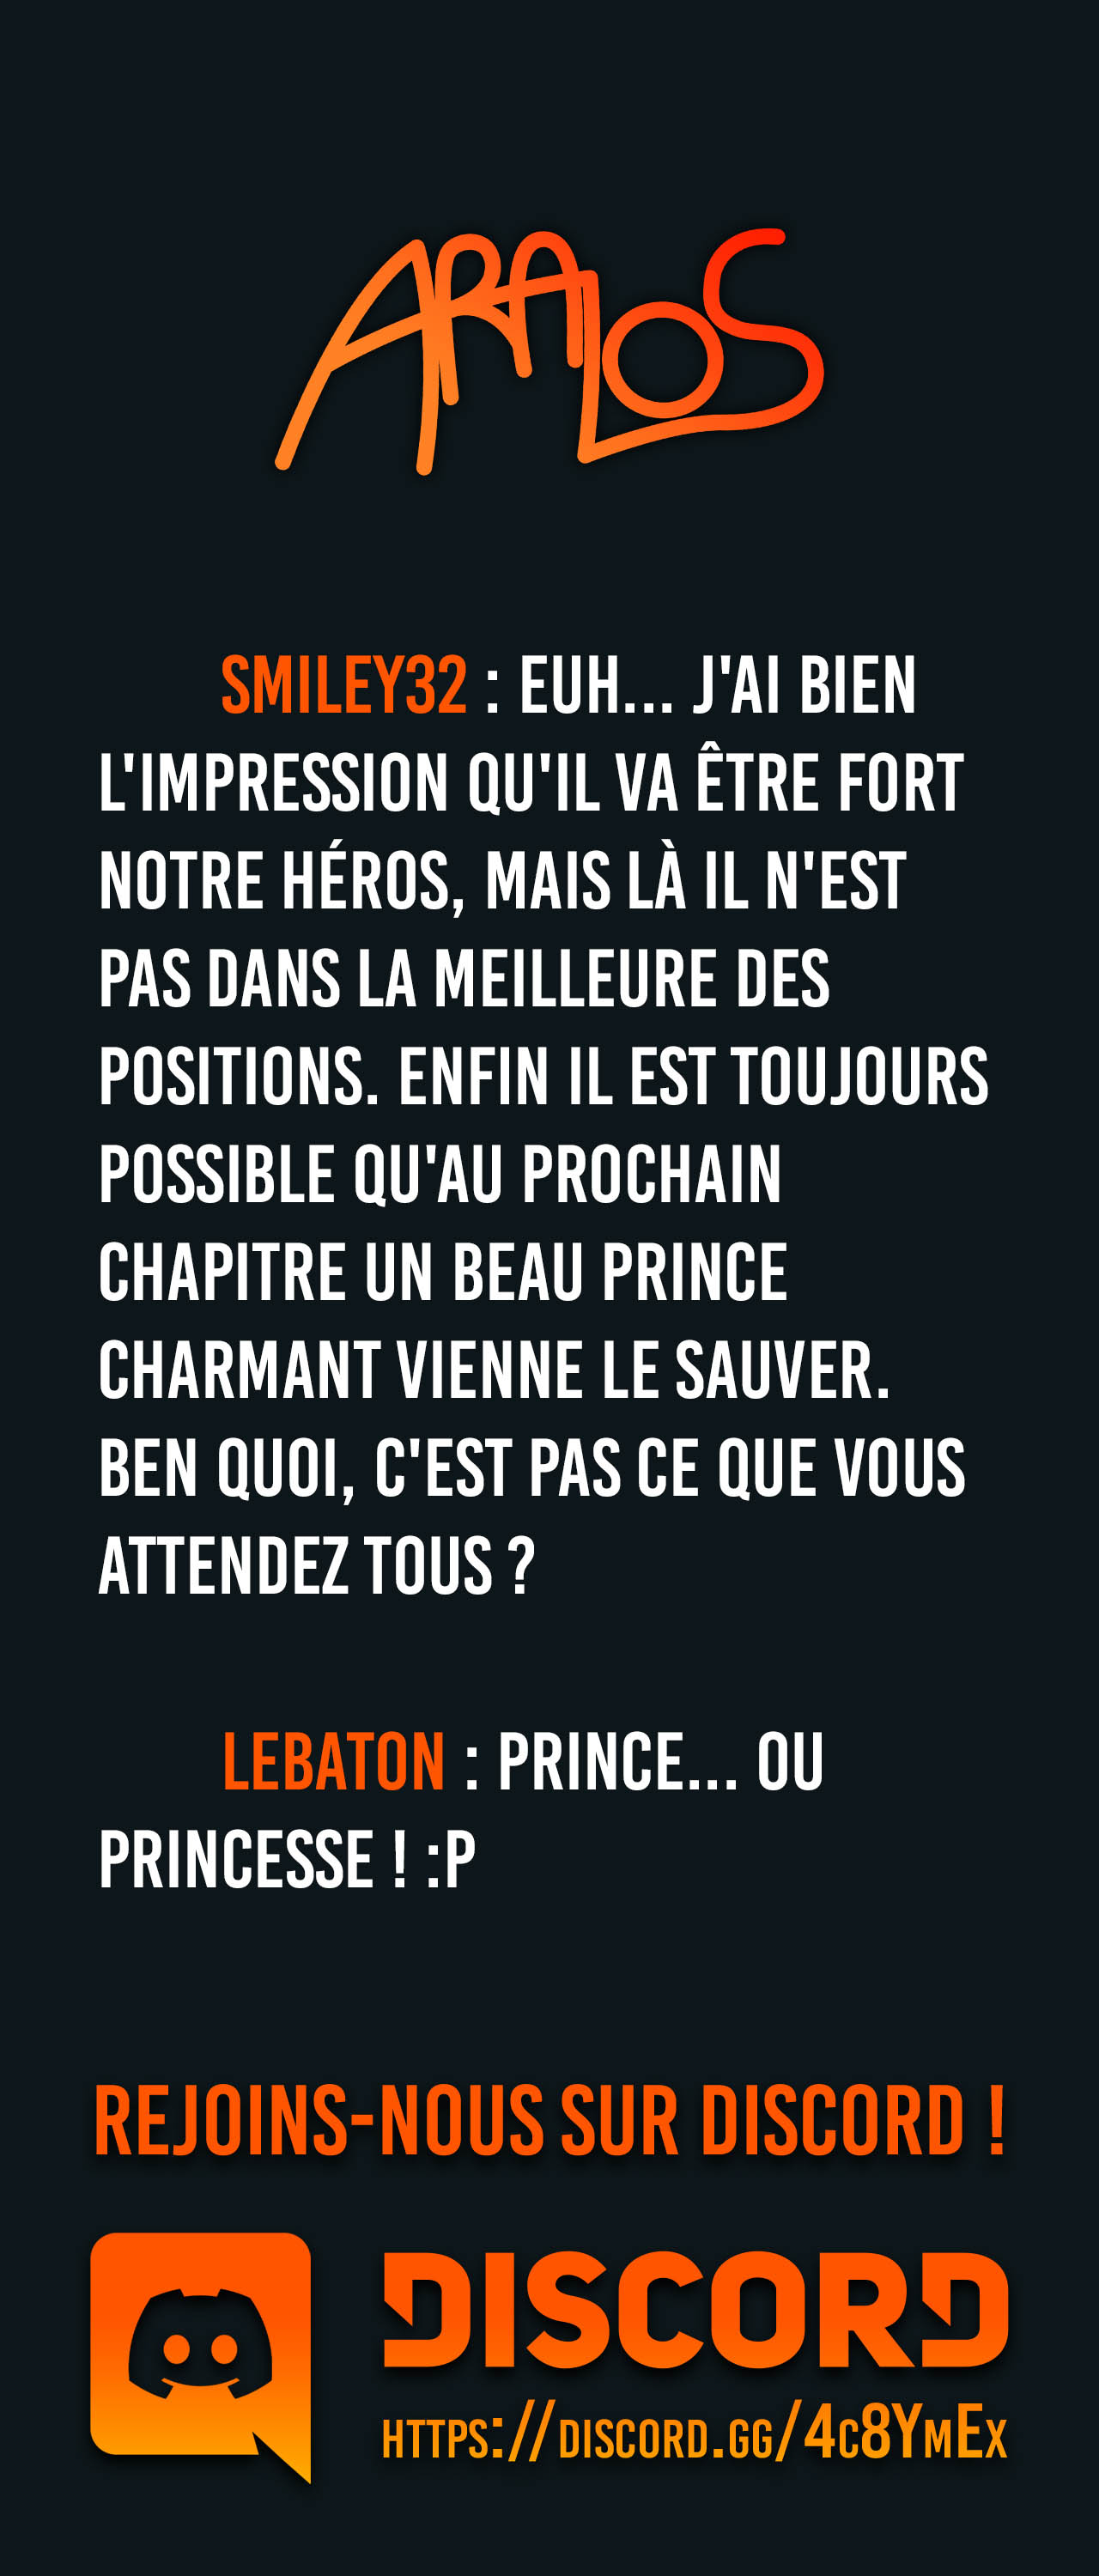 ARALOS
SMILEY32 : EUH... J'AI BIEN
L'IMPRESSION QU'IL VA ÊTRE FORT
NOTRE HÉROS, MAIS LÀ IL N'EST
PAS DANS LA MEILLEURE DES
POSITIONS. ENFIN IL EST TOUJOURS
POSSIBLE QU'AU PROCHAIN
CHAPITRE UN BEAU PRINCE
CHARMANT VIENNE LE SAUVER.
BEN QUOI, C'EST PAS CE QUE VOUS
ATTENDEZ TOUS ?
LEBATON : PRINCE... OU
PRINCESSE ! :P
REJOINS-NOUS SUR DISCORD !
DISCORD
https://discord.gg/4c8YmEx